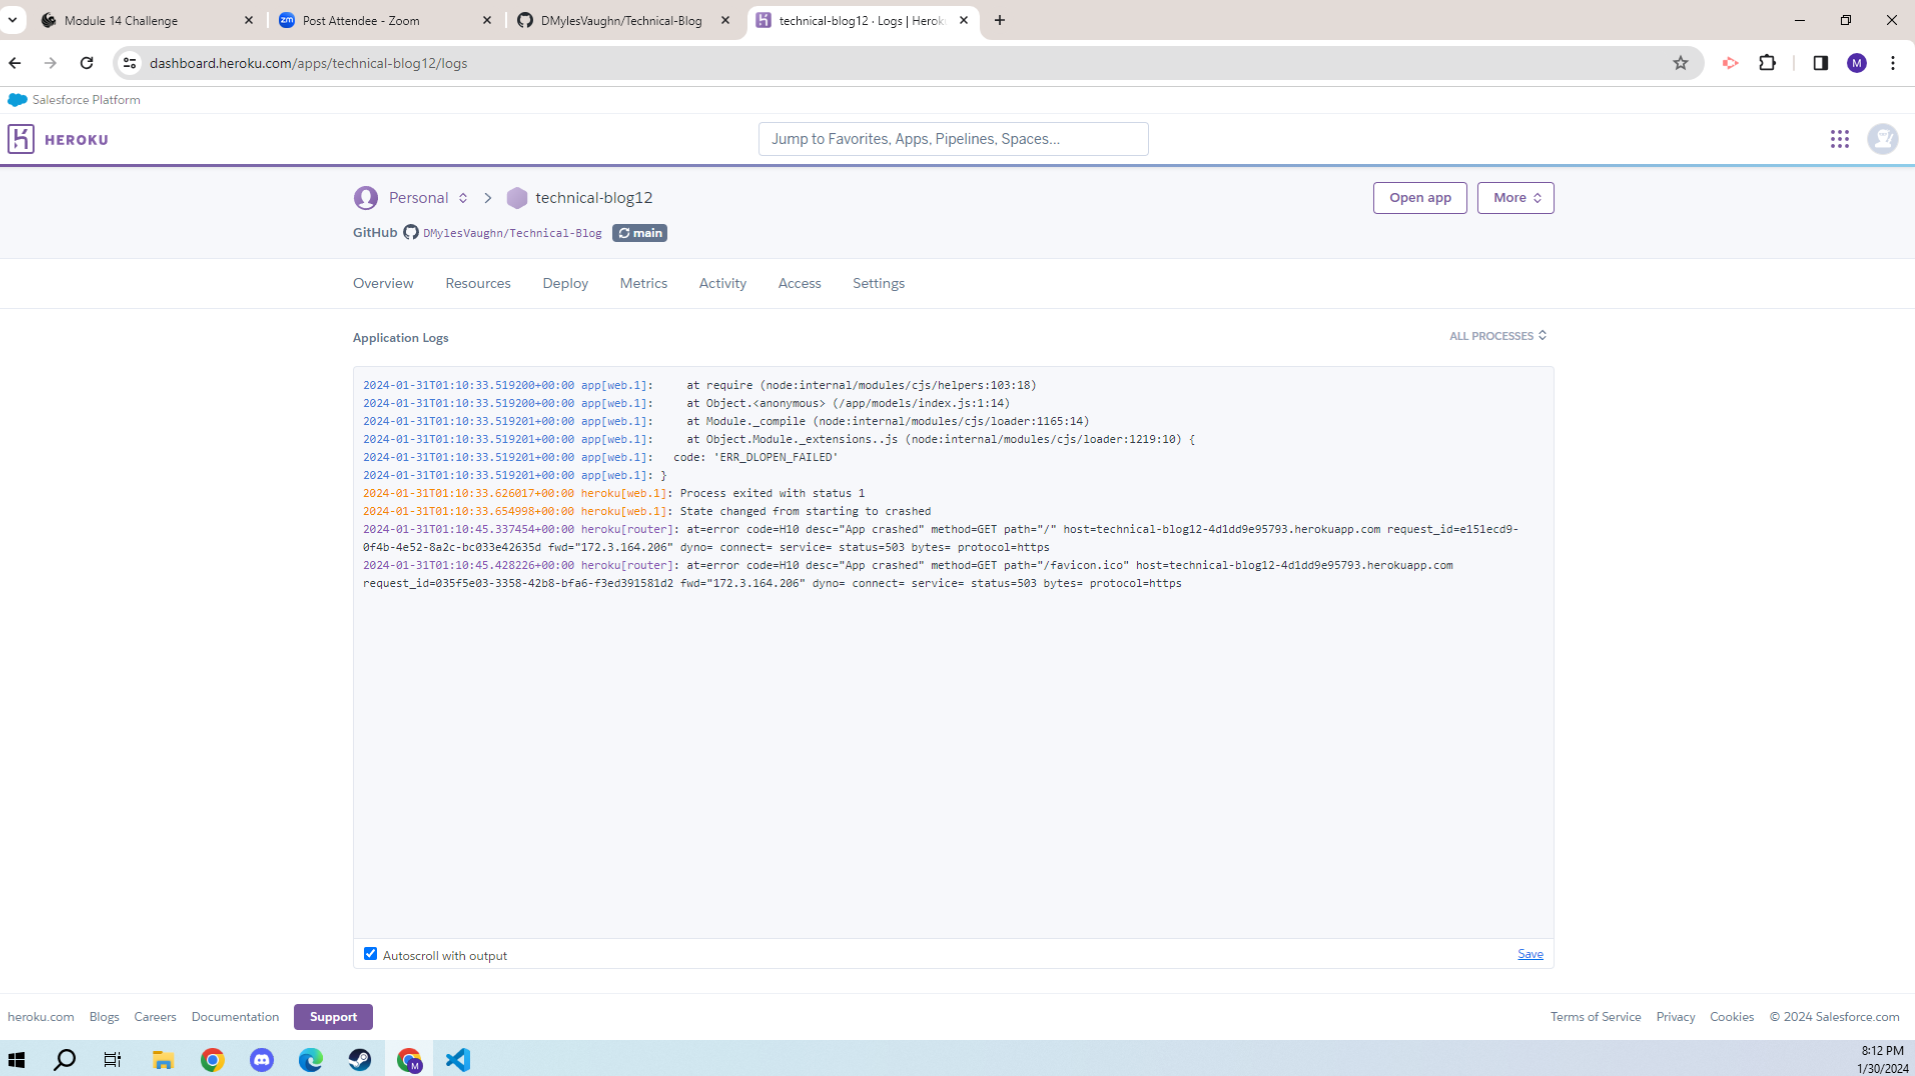 Module 14 Challenge
Post Attendee - Zoom
DMylesVaughn/Technical-Blog
technical-blog12 · Logs | Heroku
dashboard.heroku.com/apps/technical-blog12/logs
M
Salesforce Platform
HEROKU
Jump to Favorites, Apps, Pipelines, Spaces...
Personal > technical-blog12
Open app
More
GitHub DMylesVaughn/Technical-Blog main
Overview Resources Deploy Metrics Activity Access Settings
Application Logs
ALL PROCESSES
2024-01-31T01:10:33.519200+00:00 app[web.1]:     at require (node:internal/modules/cjs/helpers:103:18)
2024-01-31T01:10:33.519200+00:00 app[web.1]:     at Object.<anonymous> (/app/models/index.js:1:14)
2024-01-31T01:10:33.519201+00:00 app[web.1]:     at Module._compile (node:internal/modules/cjs/loader:1165:14)
2024-01-31T01:10:33.519201+00:00 app[web.1]:     at Object.Module._extensions..js (node:internal/modules/cjs/loader:1219:10) {
2024-01-31T01:10:33.519201+00:00 app[web.1]:   code: 'ERR_DLOPEN_FAILED'
2024-01-31T01:10:33.519201+00:00 app[web.1]: }
2024-01-31T01:10:33.626017+00:00 heroku[web.1]: Process exited with status 1
2024-01-31T01:10:33.654998+00:00 heroku[web.1]: State changed from starting to crashed
2024-01-31T01:10:45.337454+00:00 heroku[router]: at=error code=H10 desc="App crashed" method=GET path="/" host=technical-blog12-4d1dd9e95793.herokuapp.com request_id=e151ecd9-
0f4b-4e52-8a2c-bc033e42635d fwd="172.3.164.206" dyno= connect= service= status=503 bytes= protocol=https
2024-01-31T01:10:45.428226+00:00 heroku[router]: at=error code=H10 desc="App crashed" method=GET path="/favicon.ico" host=technical-blog12-4d1dd9e95793.herokuapp.com
request_id=035f5e03-3358-42b8-bfa6-f3ed391581d2 fwd="172.3.164.206" dyno= connect= service= status=503 bytes= protocol=https
Autoscroll with output
Save
heroku.com Blogs Careers Documentation Support
Terms of Service Privacy Cookies © 2024 Salesforce.com
M
8:12 PM
1/30/2024